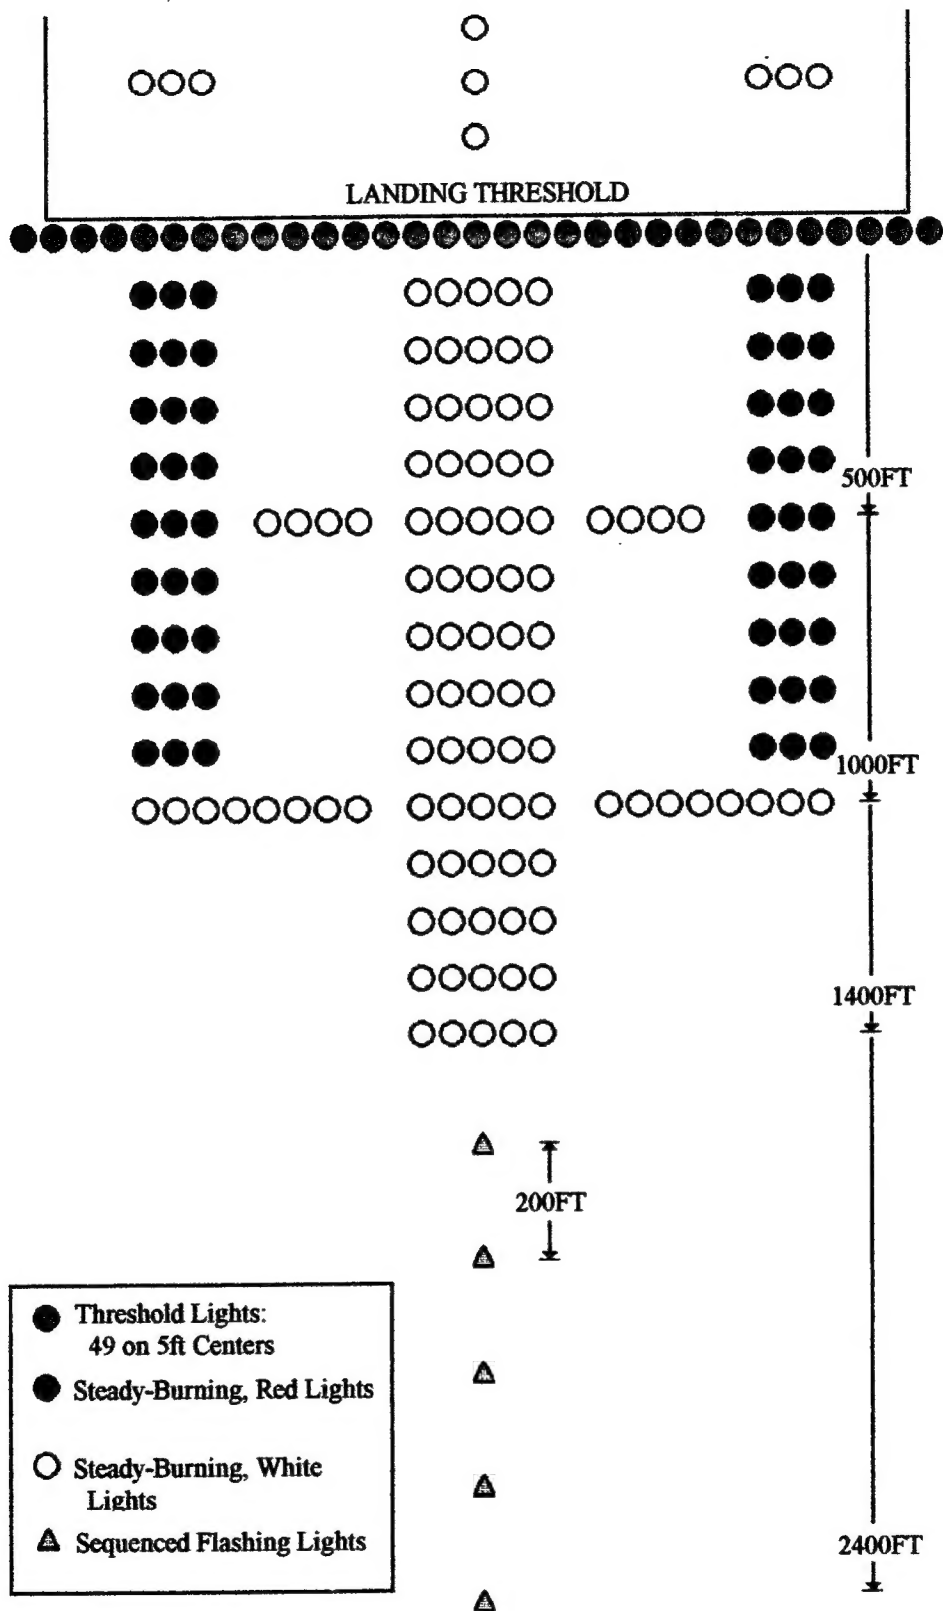 LANDING THRESHOLD
500FT
1000FT
1400FT
200FT
Threshold Lights:
49 on 5ft Centers
Steady-Burning, Red Lights
Steady-Burning, White
Lights
Sequenced Flashing Lights
2400FT